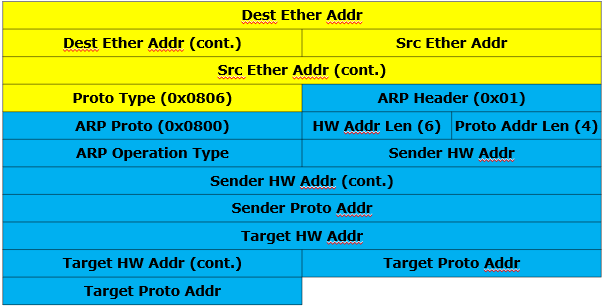 Dest Ether Addr
Dest Ether Addr (cont.) Src Ether Addr
Src Ether Addr (cont.)
Proto Type (0x0806) ARP Header (0x01)
ARP Proto (0x0800) HW Addr Len (6) Proto Addr Len (4)
ARP Operation Type Sender HW Addr
Sender HW Addr (cont.)
Sender Proto Addr
Target HW Addr
Target HW Addr (cont.) Target Proto Addr
Target Proto Addr